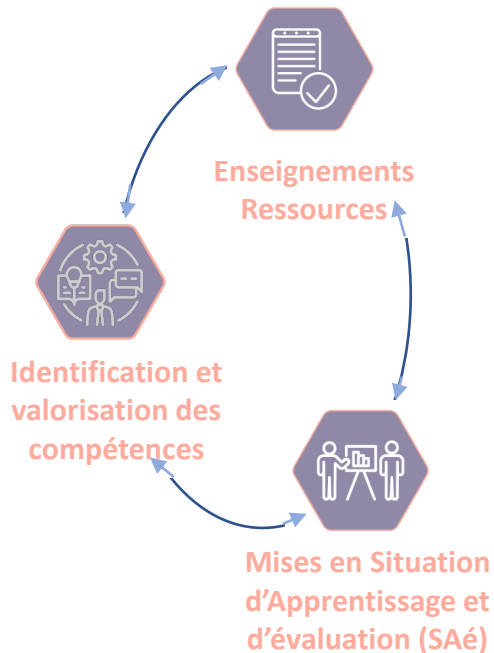 Enseignements
Ressources
Identification et
valorisation des
compétences
Mises en Situation
d’Apprentissage et
d’évaluation (SAé)